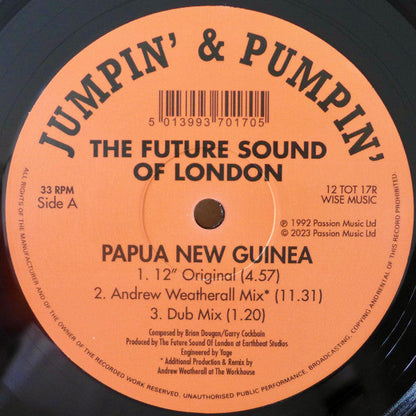 JUMPIN' & PUMPIN'
5 013993 701705
THE FUTURE SOUND
OF LONDON
33 RPM
Side A
12 TOT 17R
WISE MUSIC
℗ 1992 Passion Music Ltd
© 2023 Passion Music Ltd
PAPUA NEW GUINEA
1. 12" Original (4.57)
2. Andrew Weatherall Mix* (11.31)
3. Dub Mix (1.20)
Composed by Brian Dougan/Garry Cockbain
Produced by The Future Sound Of London at Earthbeat Studios
Engineered by Yage
* Additional Production & Remix by
Andrew Weatherall at The Workhouse
ALL RIGHTS OF THE MANUFACTURER AND OF THE OWNER OF THE RECORDED WORK RESERVED. UNAUTHORISED PUBLIC PERFORMANCE, BROADCASTING, COPYING AND RENTAL OF THIS RECORD PROHIBITED.